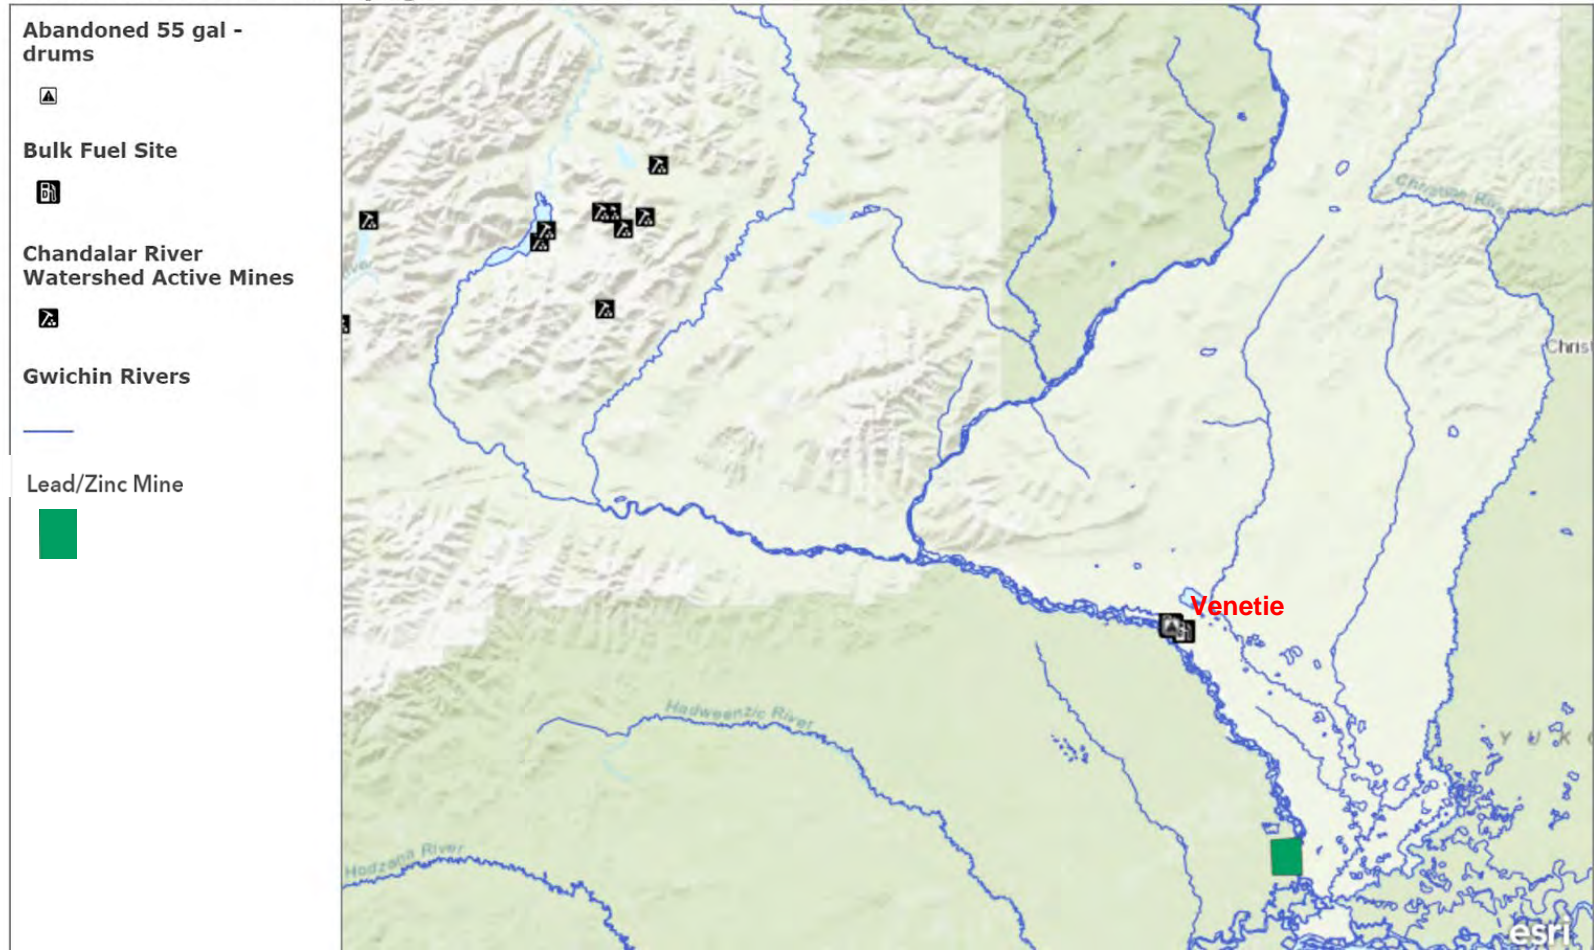 Abandoned 55 gal -
drums
Bulk Fuel Site
Chandalar River
Watershed Active Mines
Gwichin Rivers
Lead/Zinc Mine
Christian River
Christ
Venetie
Hadweenzic River
YUKO
Hodzana River
esri